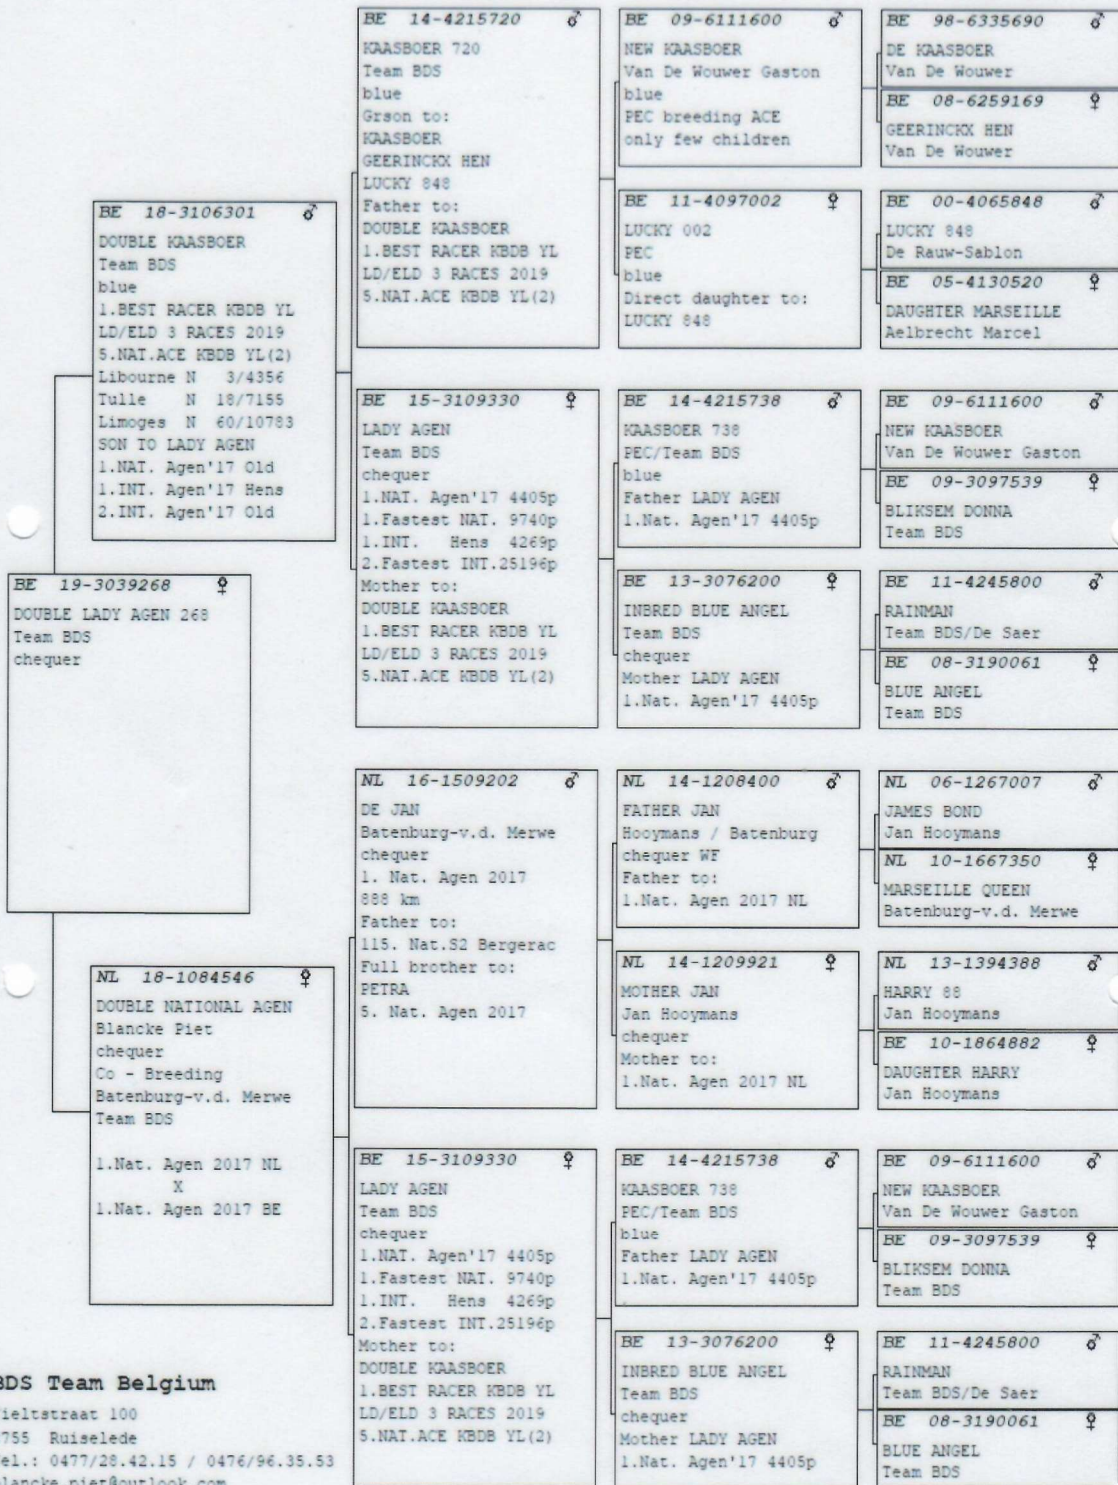 BE 19-3039268 ♀
DOUBLE LADY AGEN 268
Team BDS
chequer
BE 18-3106301 ♂
DOUBLE KAASBOER
Team BDS
blue
1.BEST RACER KBDB YL
LD/ELD 3 RACES 2019
5.NAT.ACE KBDB YL(2)
Libourne N 3/4356
Tulle N 18/7155
Limoges N 60/10783
SON TO LADY AGEN
1.NAT. Agen'17 Old
1.INT. Agen'17 Hens
2.INT. Agen'17 Old
NL 18-1084546 ♀
DOUBLE NATIONAL AGEN
Blancke Piet
chequer
Co - Breeding
Batenburg-v.d. Merwe
Team BDS
1.Nat. Agen 2017 NL
X
1.Nat. Agen 2017 BE
BE 14-4215720 ♂
KAASBOER 720
Team BDS
blue
Grson to:
KAASBOER
GEERINCKX HEN
LUCKY 848
Father to:
DOUBLE KAASBOER
1.BEST RACER KBDB YL
LD/ELD 3 RACES 2019
5.NAT.ACE KBDB YL(2)
BE 15-3109330 ♀
LADY AGEN
Team BDS
chequer
1.NAT. Agen'17 4405p
1.Fastest NAT. 9740p
1.INT. Hens 4269p
2.Fastest INT.25196p
Mother to:
DOUBLE KAASBOER
1.BEST RACER KBDB YL
LD/ELD 3 RACES 2019
5.NAT.ACE KBDB YL(2)
NL 16-1509202 ♂
DE JAN
Batenburg-v.d. Merwe
chequer
1. Nat. Agen 2017
888 km
Father to:
115. Nat.S2 Bergerac
Full brother to:
PETRA
5. Nat. Agen 2017
BE 15-3109330 ♀
LADY AGEN
Team BDS
chequer
1.NAT. Agen'17 4405p
1.Fastest NAT. 9740p
1.INT. Hens 4269p
2.Fastest INT.25196p
Mother to:
DOUBLE KAASBOER
1.BEST RACER KBDB YL
LD/ELD 3 RACES 2019
5.NAT.ACE KBDB YL(2)
BE 09-6111600 ♂
NEW KAASBOER
Van De Wouwer Gaston
blue
PEC breeding ACE
only few children
BE 11-4097002 ♀
LUCKY 002
PEC
blue
Direct daughter to:
LUCKY 848
BE 14-4215738 ♂
KAASBOER 738
PEC/Team BDS
blue
Father LADY AGEN
1.Nat. Agen'17 4405p
BE 13-3076200 ♀
INBRED BLUE ANGEL
Team BDS
chequer
Mother LADY AGEN
1.Nat. Agen'17 4405p
NL 14-1208400 ♂
FATHER JAN
Hooymans / Batenburg
chequer WF
Father to:
1.Nat. Agen 2017 NL
NL 14-1209921 ♀
MOTHER JAN
Jan Hooymans
chequer
Mother to:
1.Nat. Agen 2017 NL
BE 14-4215738 ♂
KAASBOER 738
PEC/Team BDS
blue
Father LADY AGEN
1.Nat. Agen'17 4405p
BE 13-3076200 ♀
INBRED BLUE ANGEL
Team BDS
chequer
Mother LADY AGEN
1.Nat. Agen'17 4405p
BE 98-6335690 ♂
DE KAASBOER
Van De Wouwer
BE 08-6259169 ♀
GEERINCKX HEN
Van De Wouwer
BE 00-4065848 ♂
LUCKY 848
De Rauw-Sablon
BE 05-4130520 ♀
DAUGHTER MARSEILLE
Aelbrecht Marcel
BE 09-6111600 ♂
NEW KAASBOER
Van De Wouwer Gaston
BE 09-3097539 ♀
BLIKSEM DONNA
Team BDS
BE 11-4245800 ♂
RAINMAN
Team BDS/De Saer
BE 08-3190061 ♀
BLUE ANGEL
Team BDS
NL 06-1267007 ♂
JAMES BOND
Jan Hooymans
NL 10-1667350 ♀
MARSEILLE QUEEN
Batenburg-v.d. Merwe
NL 13-1394388 ♂
HARRY 88
Jan Hooymans
BE 10-1864882 ♀
DAUGHTER HARRY
Jan Hooymans
BE 09-6111600 ♂
NEW KAASBOER
Van De Wouwer Gaston
BE 09-3097539 ♀
BLIKSEM DONNA
Team BDS
BE 11-4245800 ♂
RAINMAN
Team BDS/De Saer
BE 08-3190061 ♀
BLUE ANGEL
Team BDS
BDS Team Belgium
ieltstraat 100
755 Ruiselede
el.: 0477/28.42.15 / 0476/96.35.53
blancke.piet@outlook.com